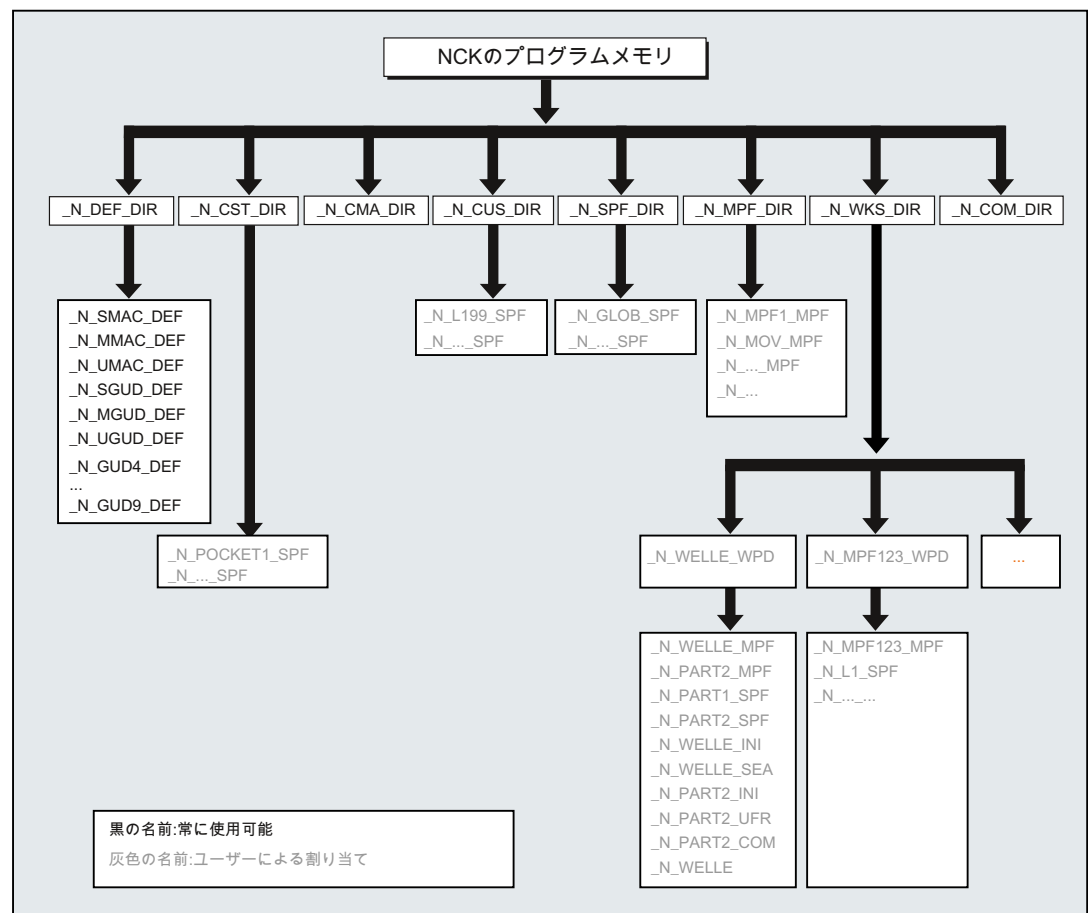 NCKのプログラムメモリ
_N_DEF_DIR
_N_CST_DIR
_N_CMA_DIR
_N_CUS_DIR
_N_SPF_DIR
_N_MPF_DIR
_N_WKS_DIR
_N_COM_DIR
_N_SMAC_DEF
_N_MMAC_DEF
_N_UMAC_DEF
_N_SGUD_DEF
_N_MGUD_DEF
_N_UGUD_DEF
_N_GUD4_DEF
...
_N_GUD9_DEF
_N_L199_SPF
_N_..._SPF
_N_GLOB_SPF
_N_..._SPF
_N_MPF1_MPF
_N_MOV_MPF
_N_..._MPF
_N_...
_N_POCKET1_SPF
_N_..._SPF
_N_WELLE_WPD
_N_MPF123_WPD
...
_N_WELLE_MPF
_N_PART2_MPF
_N_PART1_SPF
_N_PART2_SPF
_N_WELLE_INI
_N_WELLE_SEA
_N_PART2_INI
_N_PART2_UFR
_N_PART2_COM
_N_WELLE
_N_MPF123_MPF
_N_L1_SPF
_N_..._...
黒の名前:常に使用可能
灰色の名前:ユーザーによる割り当て